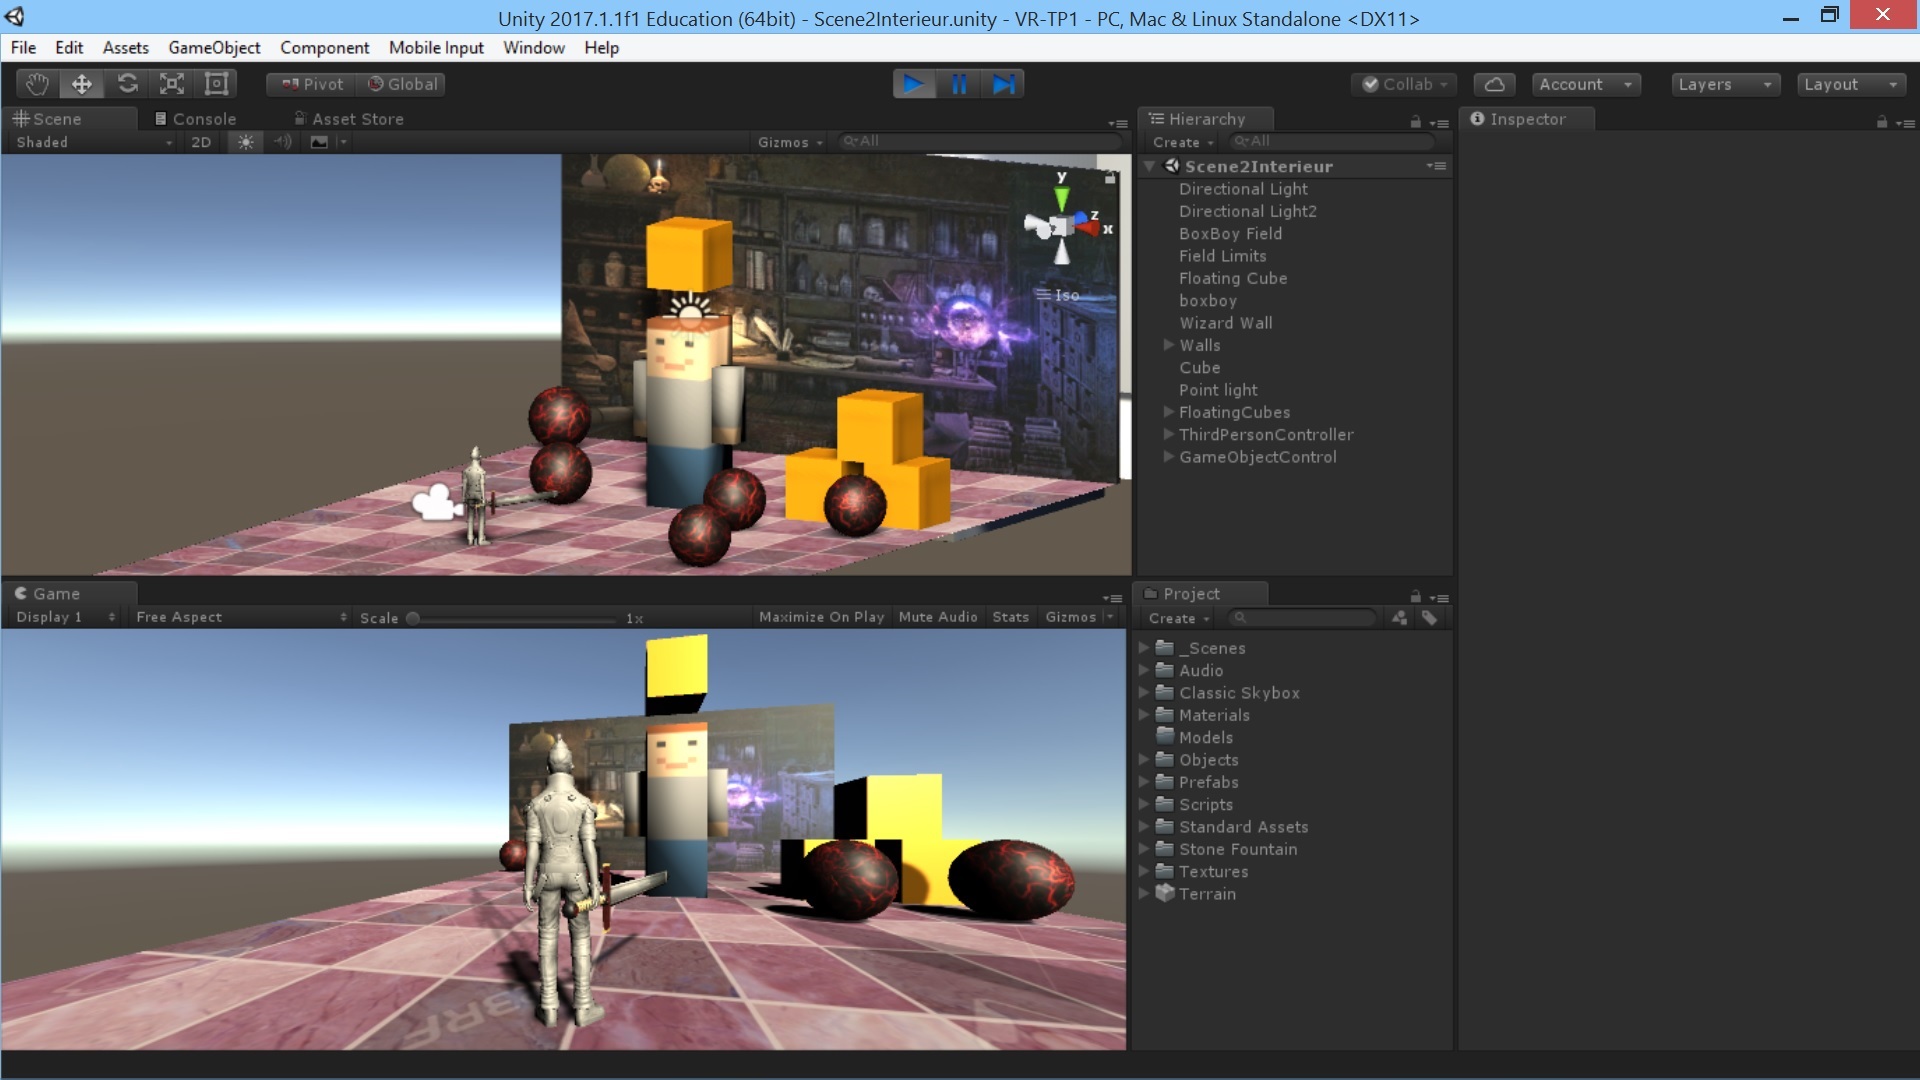 Unity 2017.1.1f1 Education (64bit) - Scene2Interieur.unity - VR-TP1 - PC, Mac & Linux Standalone <DX11>
File Edit Assets GameObject Component Mobile Input Window Help
Pivot Global Collab Account Layers Layout
Scene Console Asset Store
Shaded 2D Gizmos All
y
z
x
Iso
Hierarchy
Create All
Scene2Interieur
Directional Light
Directional Light2
BoxBoy Field
Field Limits
Floating Cube
boxboy
Wizard Wall
Walls
Cube
Point light
FloatingCubes
ThirdPersonController
GameObjectControl
Inspector
Game
Display 1 Free Aspect Scale 1x Maximize On Play Mute Audio Stats Gizmos
Project
Create
_Scenes
Audio
Classic Skybox
Materials
Models
Objects
Prefabs
Scripts
Standard Assets
Stone Fountain
Textures
Terrain